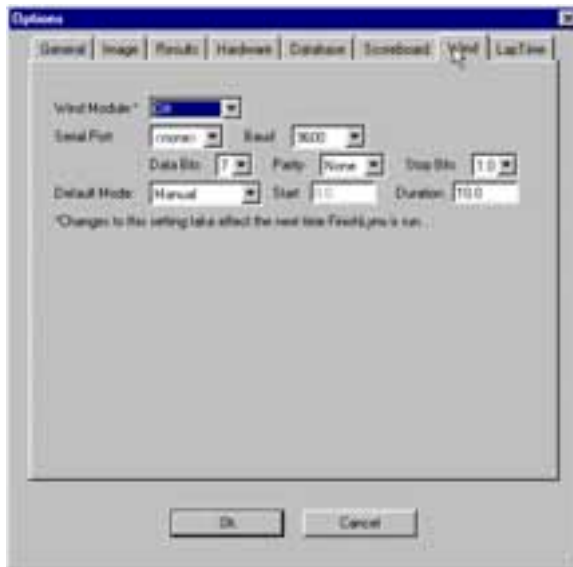 Options
General Image Results Hardware Database Scoreboard Wind LapTime
Wind Module:*
Serial Port: <none> Baud: 9600
Data Bits: 7 Parity: None Stop Bits: 1.0
Default Mode: Manual Start: 0.0 Duration: 10.0
*Changes to this setting take effect the next time FinishLynx is run.
Ok Cancel